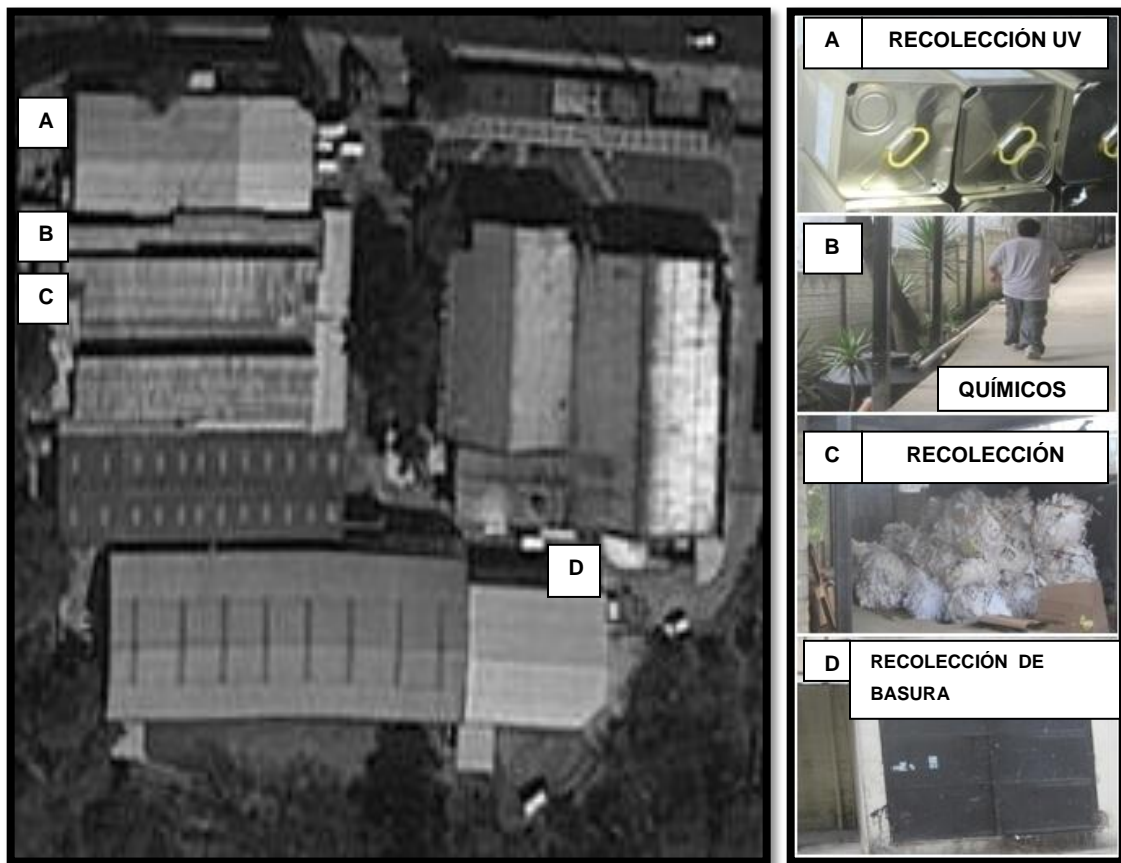 A
B
C
D
A RECOLECCIÓN UV
B
QUÍMICOS
C RECOLECCIÓN
D RECOLECCIÓN DE
BASURA